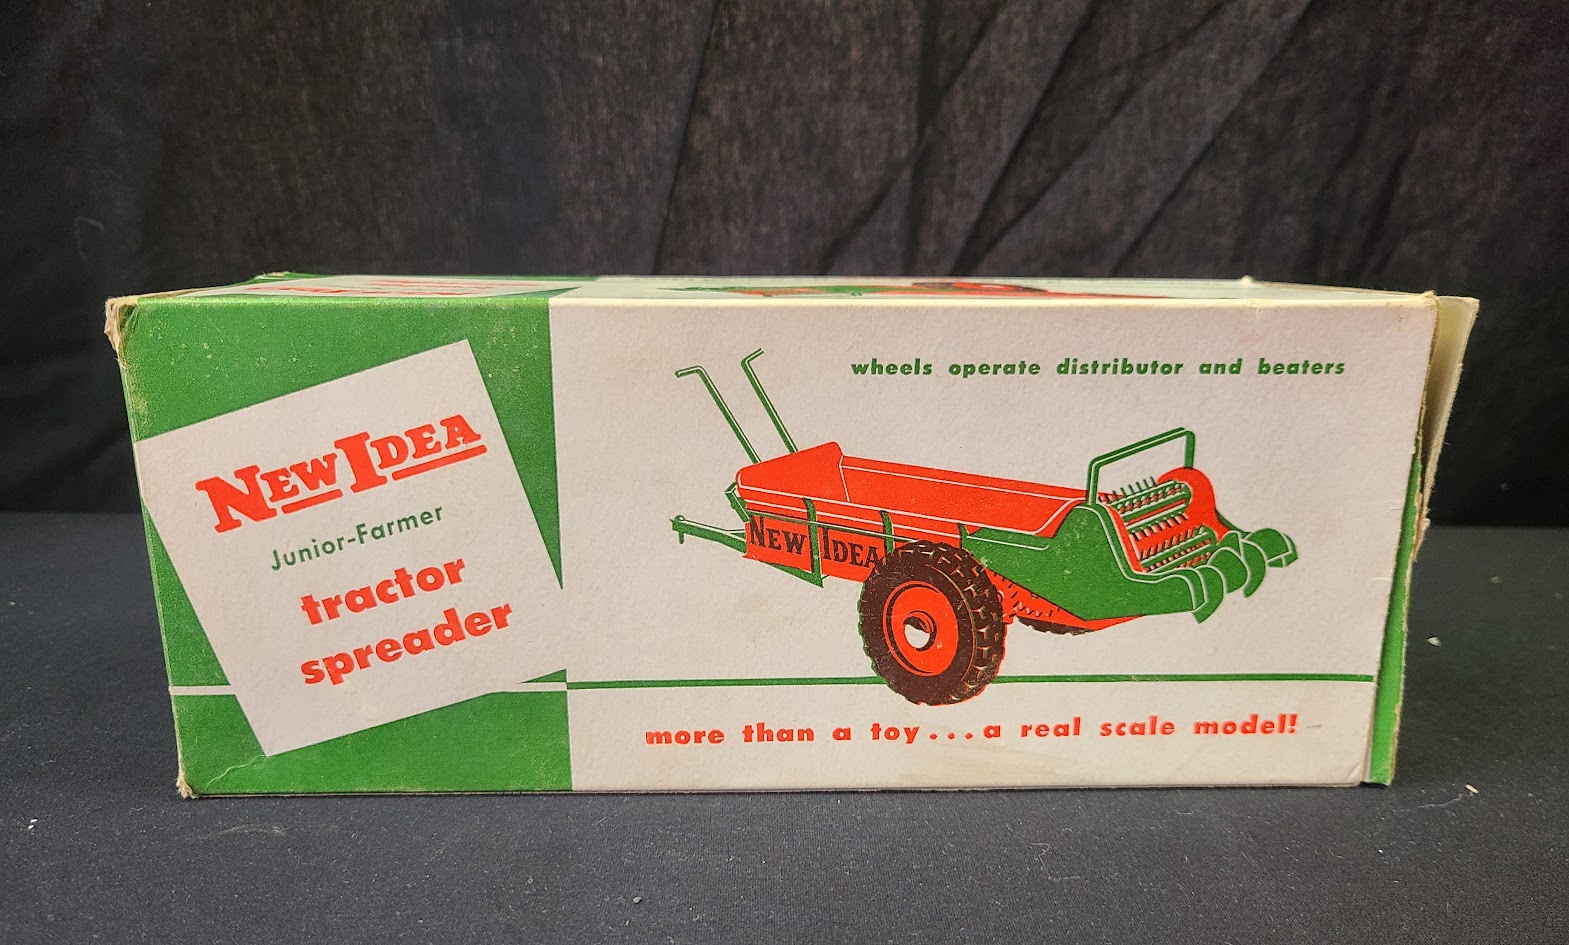 New Idea
Junior-Farmer
tractor
spreader
wheels operate distributor and beaters
New Idea
more than a toy...a real scale model!